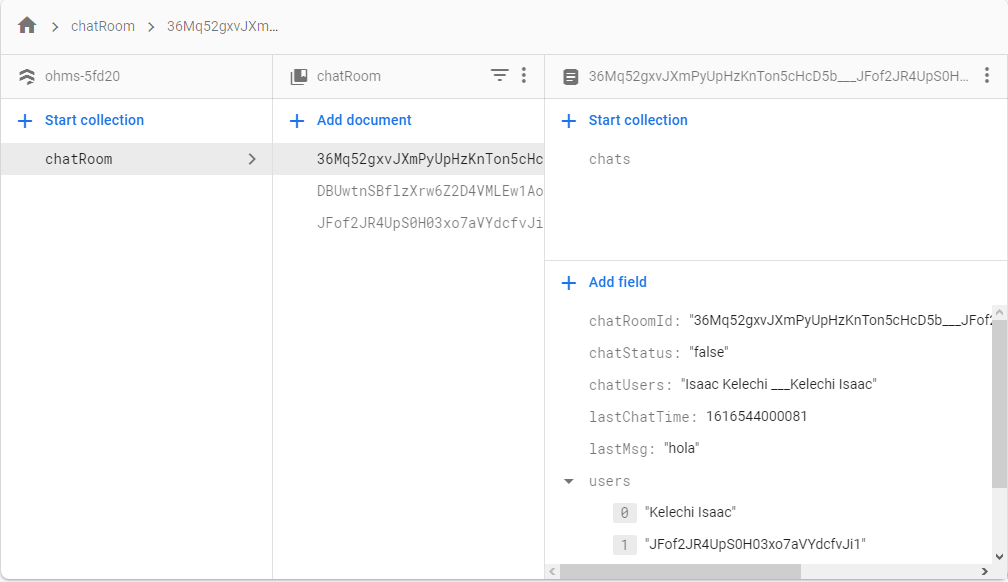 chatRoom > 36Mq52gxvJXm...
ohms-5fd20
chatRoom
36Mq52gxvJXmPyUpHzKnTon5cHcD5b___JFof2JR4UpS0H...
+ Start collection
+ Add document
+ Start collection
chatRoom
36Mq52gxvJXmPyUpHzKnTon5cHc
DBUwtnSBflzXrw6Z2D4VMLEw1Ao
JFof2JR4UpS0H03xo7aVYdcfvJi
chats
+ Add field
chatRoomId: "36Mq52gxvJXmPyUpHzKnTon5cHcD5b___JFof2
chatStatus: "false"
chatUsers: "Isaac Kelechi ___Kelechi Isaac"
lastChatTime: 1616544000081
lastMsg: "hola"
users
0 "Kelechi Isaac"
1 "JFof2JR4UpS0H03xo7aVYdcfvJi1"